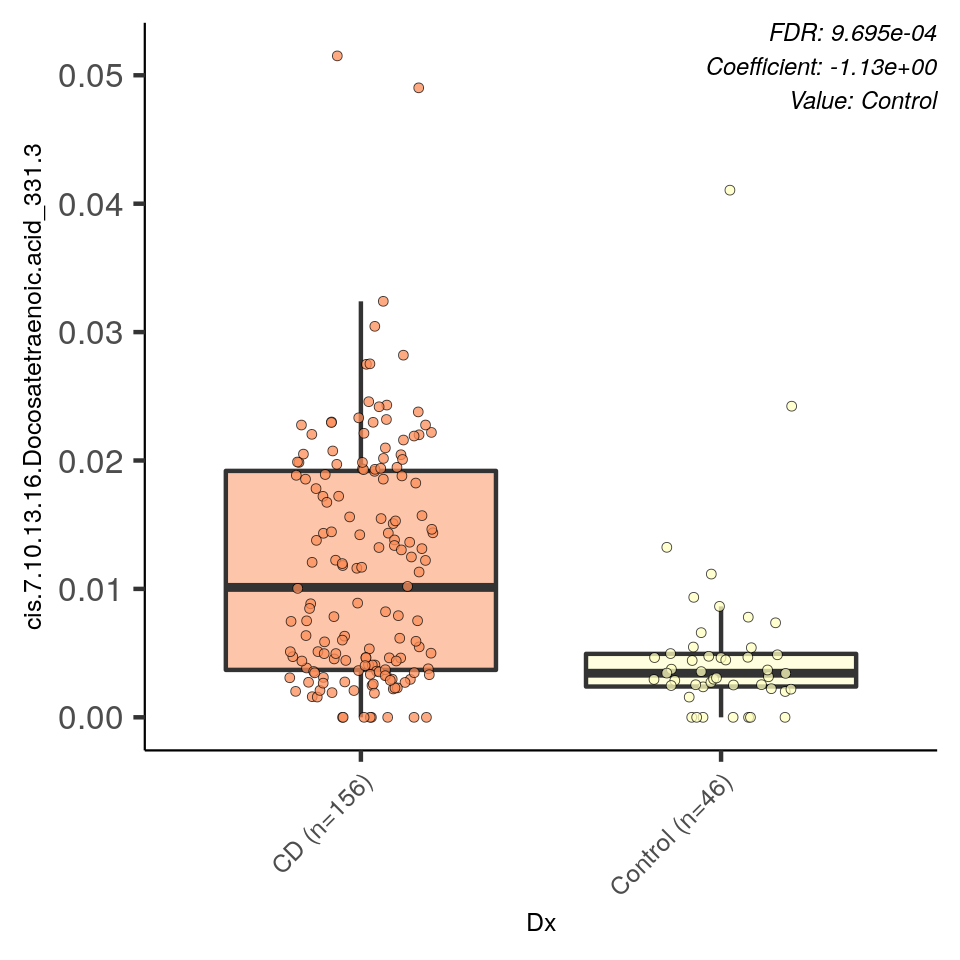 FDR: 9.695e-04
Coefficient: -1.13e+00
Value: Control
cis.7.10.13.16.Docosatetraenoic.acid_331.3
0.05
0.04
0.03
0.02
0.01
0.00
CD (n=156)
Control (n=46)
Dx